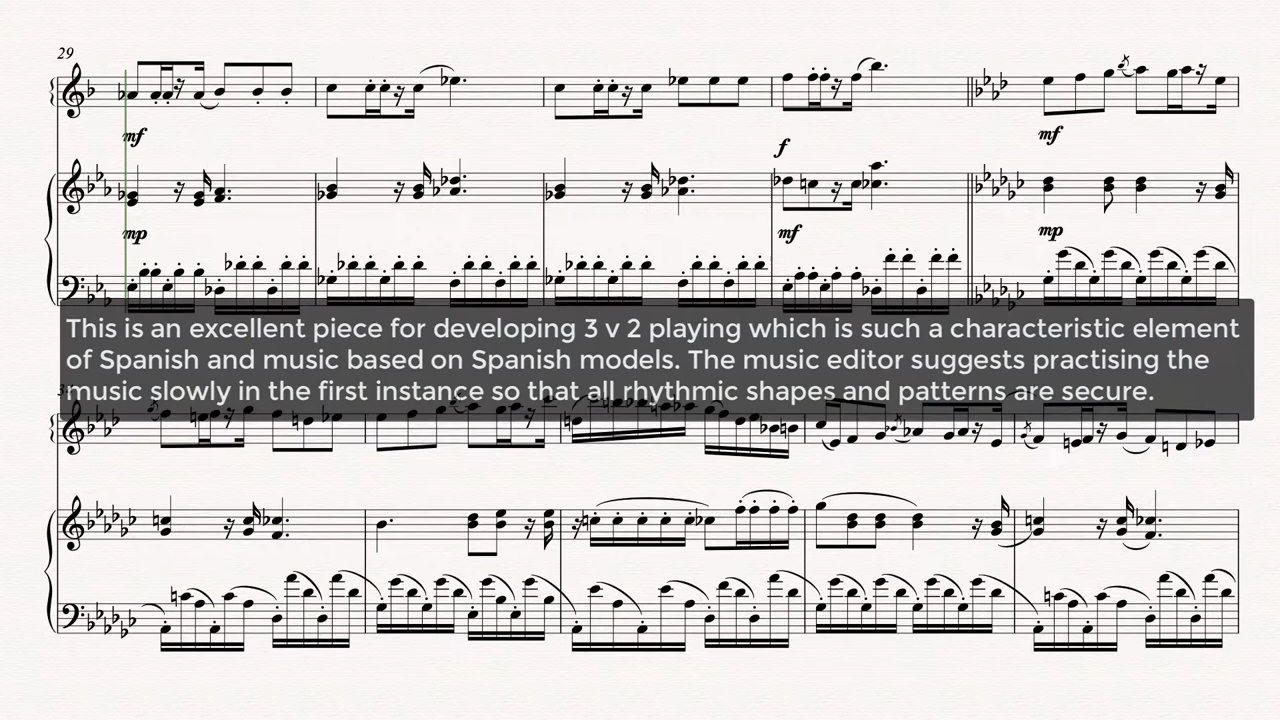 29
mf
f
mf
mp
mf
mp
This is an excellent piece for developing 3 v 2 playing which is such a characteristic element
of Spanish and music based on Spanish models. The music editor suggests practising the
music slowly in the first instance so that all rhythmic shapes and patterns are secure.